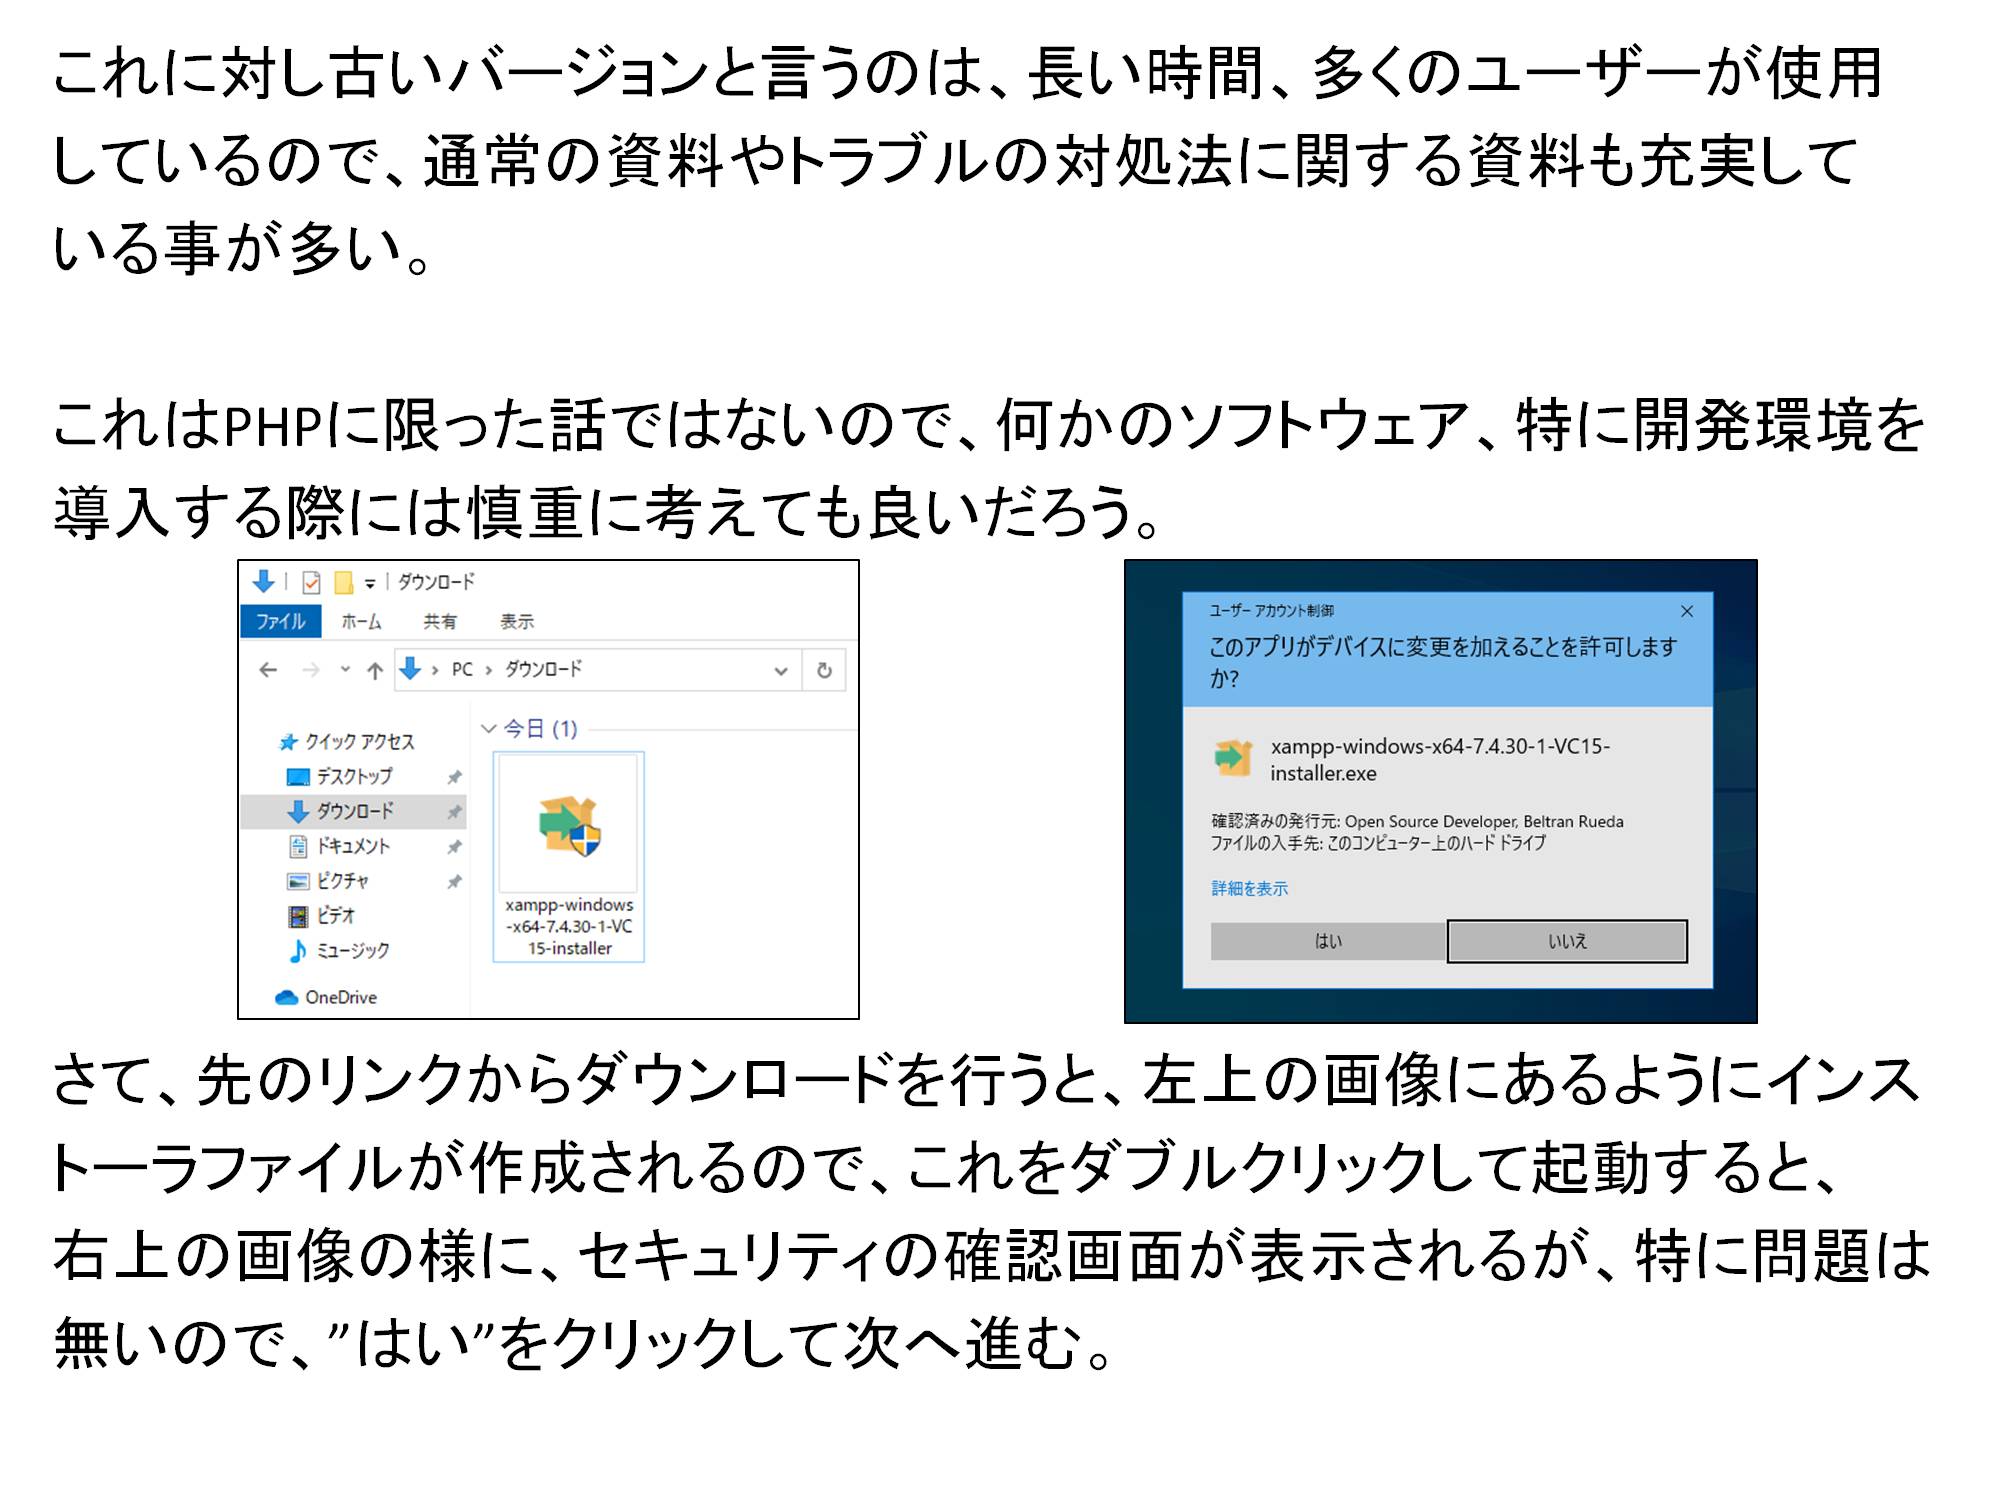 これに対し古いバージョンと言うのは、長い時間、多くのユーザーが使用
しているので、通常の資料やトラブルの対処法に関する資料も充実して
いる事が多い。
これはPHPに限った話ではないので、何かのソフトウェア、特に開発環境を
導入する際には慎重に考えても良いだろう。
ダウンロード
ファイル ホーム 共有 表示
PC › ダウンロード
クイック アクセス
デスクトップ
ダウンロード
ドキュメント
ピクチャ
ビデオ
ミュージック
OneDrive
今日 (1)
xampp-windows
-x64-7.4.30-1-VC
15-installer
ユーザー アカウント制御
このアプリがデバイスに変更を加えることを許可します
か?
xampp-windows-x64-7.4.30-1-VC15-
installer.exe
確認済みの発行元: Open Source Developer, Beltran Rueda
ファイルの入手先: このコンピューター上のハード ドライブ
詳細を表示
はい いいえ
さて、先のリンクからダウンロードを行うと、左上の画像にあるようにインス
トーラファイルが作成されるので、これをダブルクリックして起動すると、
右上の画像の様に、セキュリティの確認画面が表示されるが、特に問題は
無いので、”はい”をクリックして次へ進む。